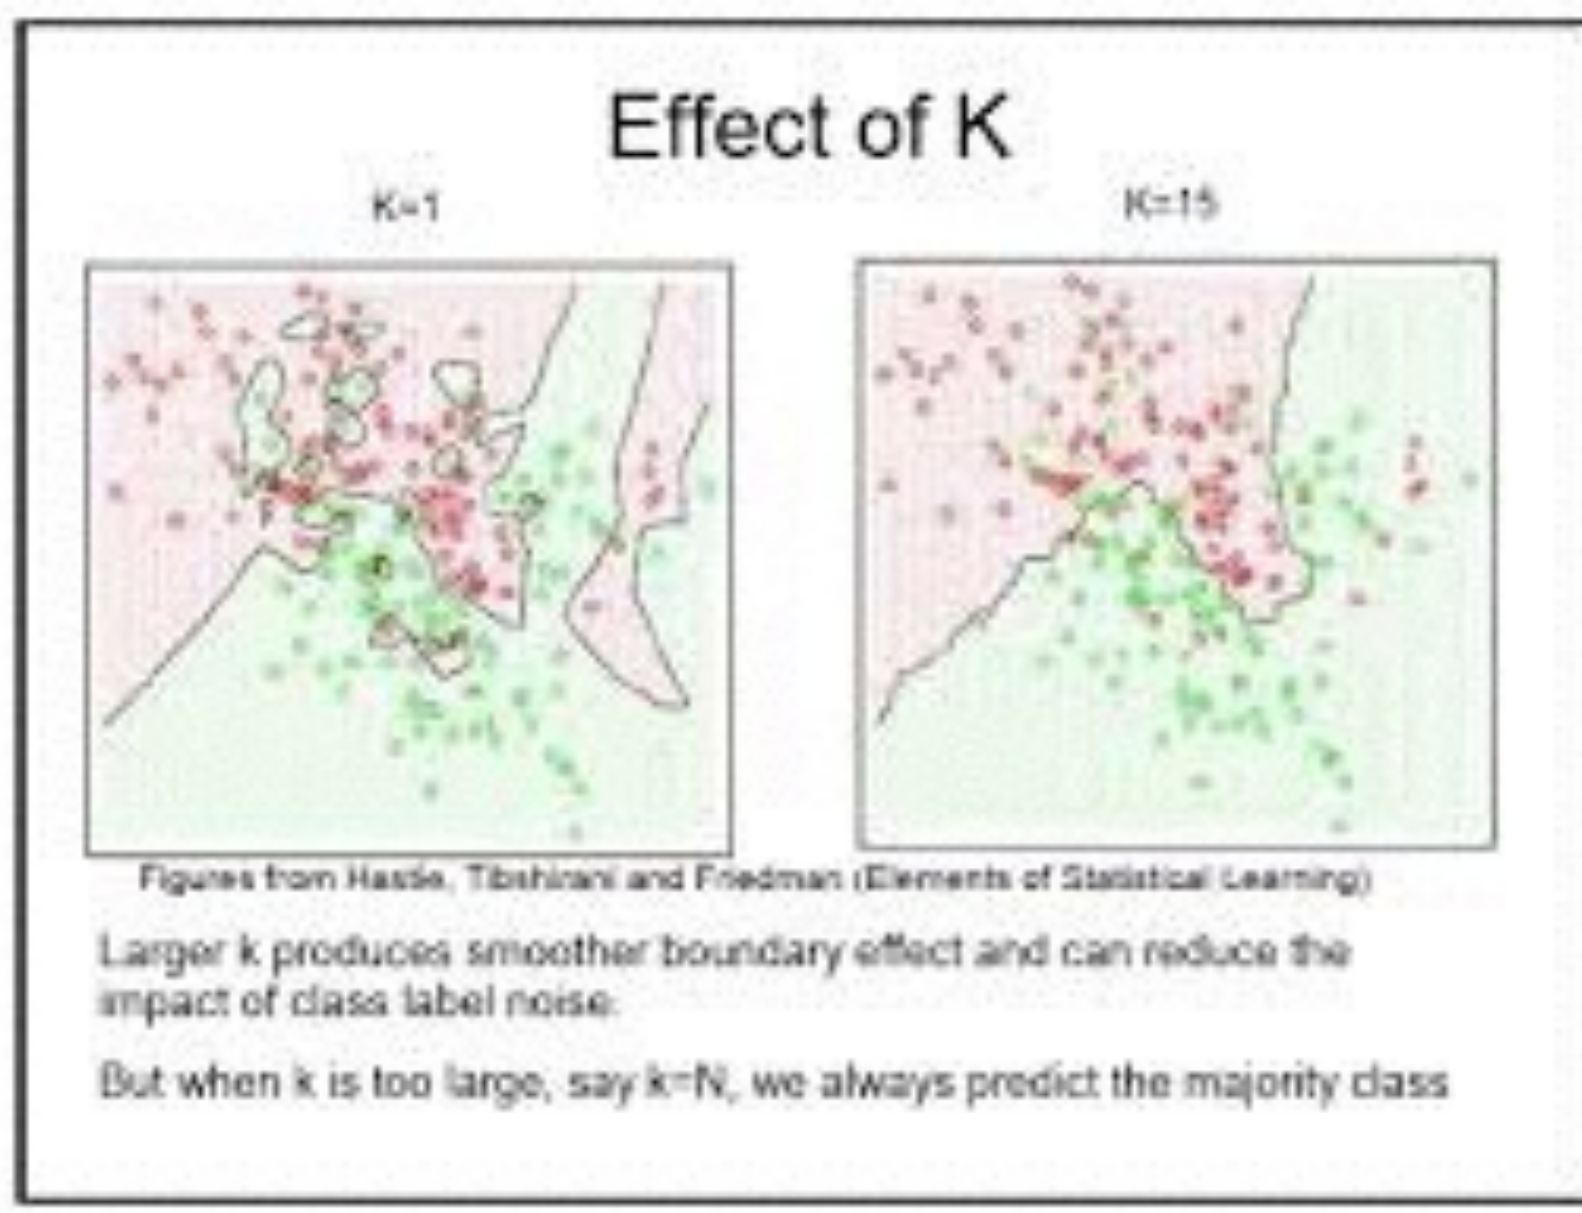 Effect of K
K=1
K=15
Figures from Hastie, Tibshirani and Friedman (Elements of Statistical Learning)
Larger k produces smoother boundary effect and can reduce the
impact of class label noise.
But when k is too large, say k=N, we always predict the majority class